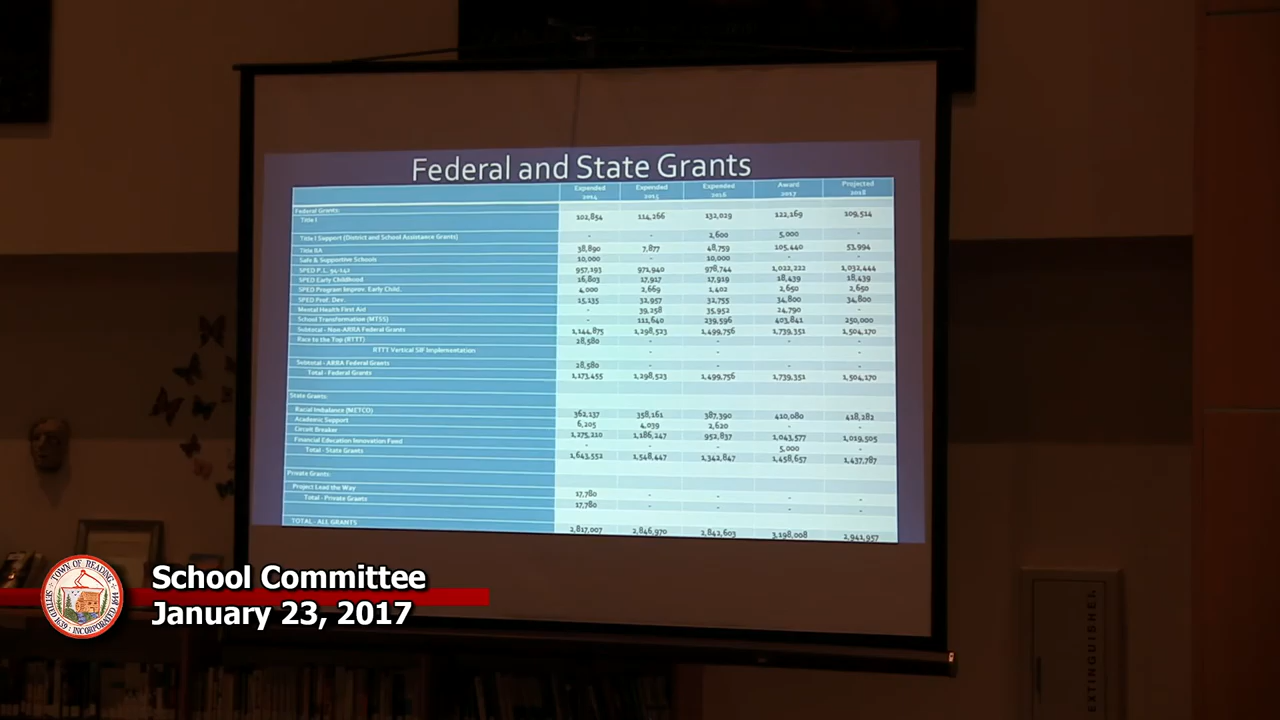 Federal and State Grants
Expended 2014 Expended 2015 Expended 2016 Award 2017 Projected 2018
Federal Grants:
Title I 102,854 114,266 132,029 122,169 109,514
Title I Support (District and School Assistance Grants) - - 2,600 5,000 -
Title IIA 38,890 7,877 48,759 105,440 53,994
Safe & Supportive Schools 10,000 - 10,000
SPED P.L. 94-142 957,193 971,940 978,744 1,022,222 1,032,444
SPED Early Childhood 16,803 17,917 17,919 18,439 18,439
SPED Program Improv. Early Child. 4,000 2,669 1,402 2,650 2,650
SPED Prof. Dev. 15,135 32,957 32,755 34,800 34,800
Mental Health First Aid - 39,258 35,952 24,790 -
School Transformation (MTSS) - 111,640 239,596 403,841 250,000
Subtotal - Non-ARRA Federal Grants 1,144,875 1,298,523 1,499,756 1,739,351 1,504,170
Race to the Top (RTTT) 28,580 - - - -
RTTT Vertical SIF Implementation - - - -
Subtotal - ARRA Federal Grants 28,580 - - - -
Total - Federal Grants 1,173,455 1,298,523 1,499,756 1,739,351 1,504,170
State Grants:
Racial Imbalance (METCO) 362,137 358,161 387,390 410,080 418,282
Academic Support 6,205 4,039 2,620 - -
Circuit Breaker 1,275,210 1,186,247 952,837 1,043,577 1,019,505
Financial Education Innovation Fund - - - 5,000 -
Total - State Grants 1,643,552 1,548,447 1,342,847 1,458,657 1,437,787
Private Grants:
Project Lead the Way 17,780 - - - -
Total - Private Grants 17,780 - - - -
TOTAL - ALL GRANTS 2,817,007 2,846,970 2,842,603 3,198,008 2,941,957
TOWN OF READING
SETTLED 1639 INCORPORATED 1644
School Committee
January 23, 2017
EXTINGUISHER